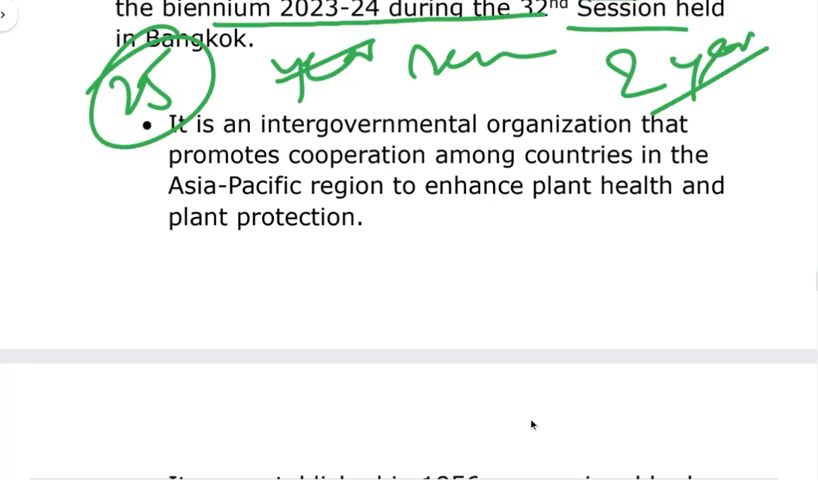 the biennium 2023-24 during the 32nd Session held
in Bangkok.
25 year 2 year
• It is an intergovernmental organization that
promotes cooperation among countries in the
Asia-Pacific region to enhance plant health and
plant protection.